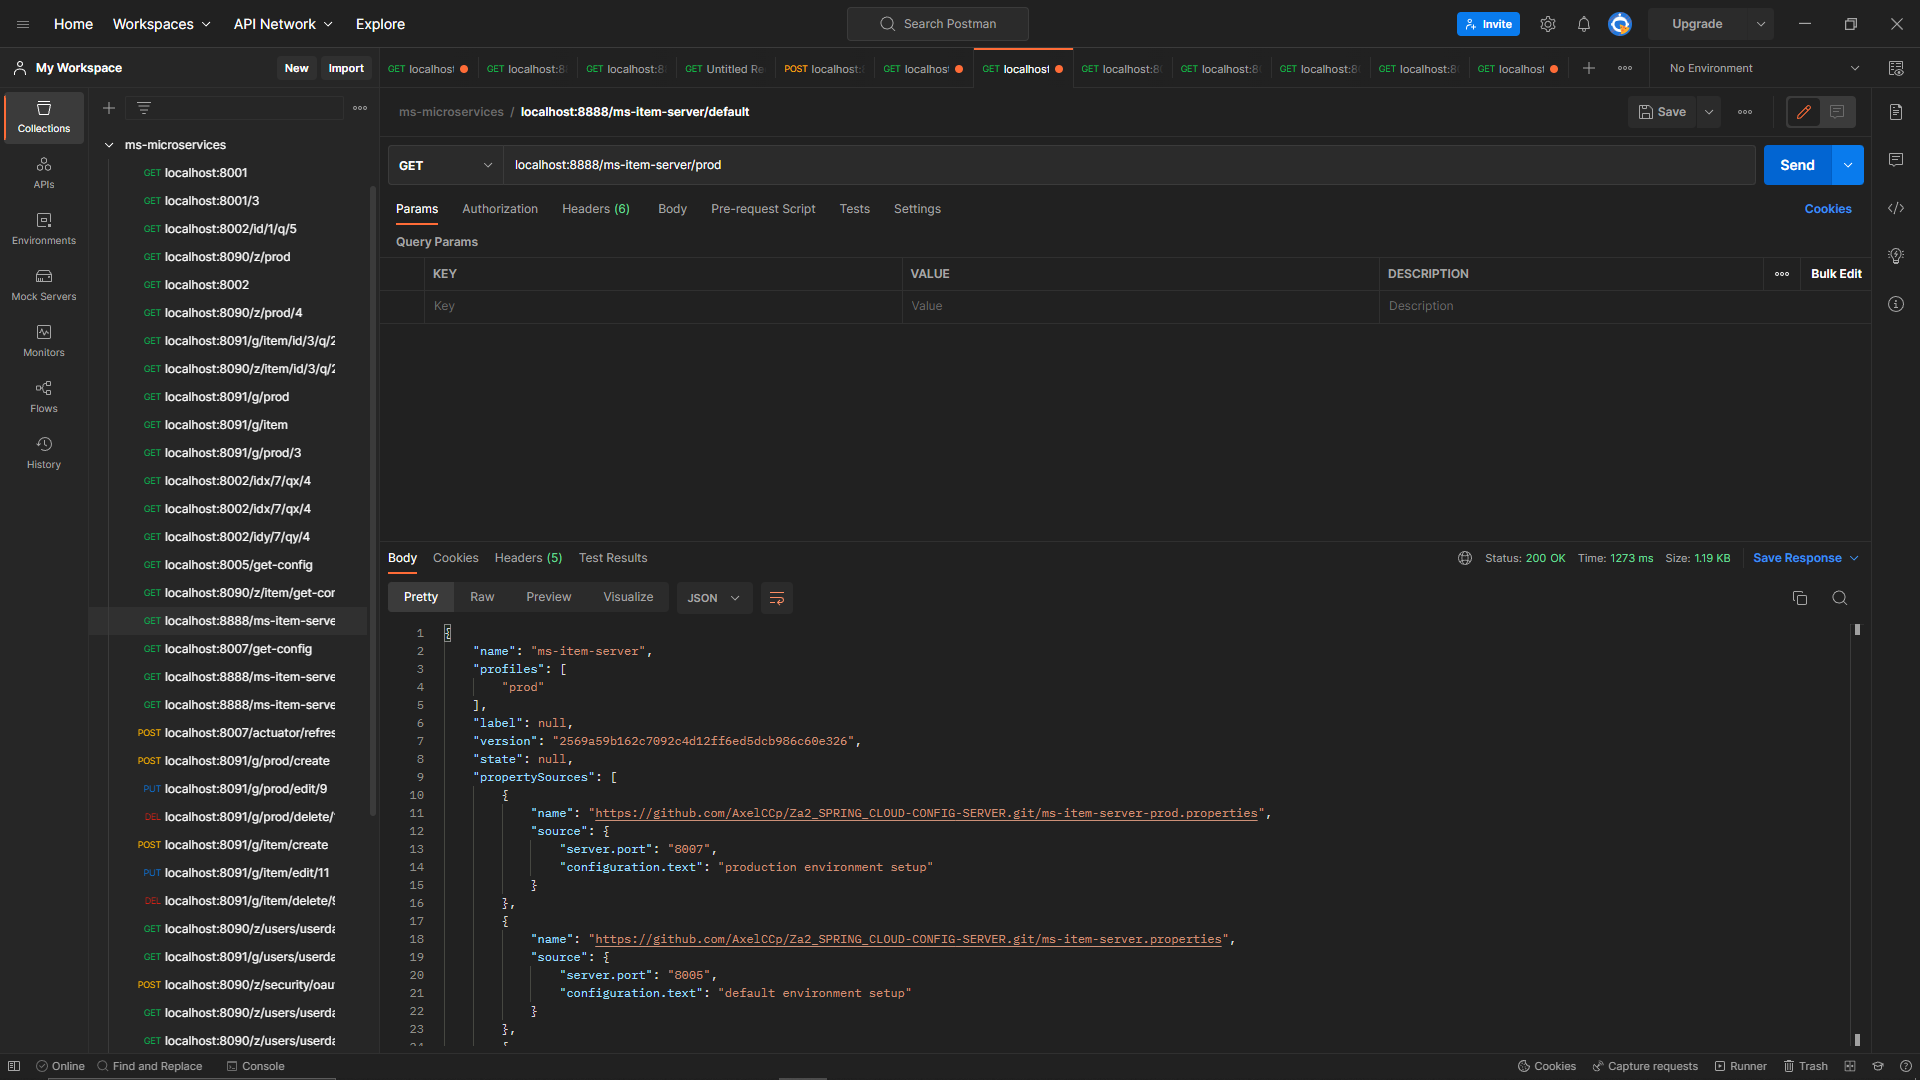 Home Workspaces API Network Explore Search Postman Invite Upgrade
My Workspace New Import
GET localhost GET localhost:8 GET localhost:8 GET Untitled Re POST localhost: GET localhost GET localhost GET localhost:8 GET localhost:8 GET localhost:8 GET localhost:8 GET localhost No Environment
Collections
APIs
Environments
Mock Servers
Monitors
Flows
History
ms-microservices
GET localhost:8001
GET localhost:8001/3
GET localhost:8002/id/1/q/5
GET localhost:8090/z/prod
GET localhost:8002
GET localhost:8090/z/prod/4
GET localhost:8091/g/item/id/3/q/2
GET localhost:8090/z/item/id/3/q/2
GET localhost:8091/g/prod
GET localhost:8091/g/item
GET localhost:8091/g/prod/3
GET localhost:8002/idx/7/qx/4
GET localhost:8002/idx/7/qx/4
GET localhost:8002/idy/7/qy/4
GET localhost:8005/get-config
GET localhost:8090/z/item/get-cor
GET localhost:8888/ms-item-serve
GET localhost:8007/get-config
GET localhost:8888/ms-item-serve
GET localhost:8888/ms-item-serve
POST localhost:8007/actuator/refres
POST localhost:8091/g/prod/create
PUT localhost:8091/g/prod/edit/9
DEL localhost:8091/g/prod/delete/
POST localhost:8091/g/item/create
PUT localhost:8091/g/item/edit/11
DEL localhost:8091/g/item/delete/9
GET localhost:8090/z/users/userda
GET localhost:8091/g/users/userda
POST localhost:8090/z/security/oau
GET localhost:8090/z/users/userda
GET localhost:8090/z/users/userda
ms-microservices / localhost:8888/ms-item-server/default Save
GET localhost:8888/ms-item-server/prod Send
Params Authorization Headers (6) Body Pre-request Script Tests Settings Cookies
Query Params
KEY VALUE DESCRIPTION Bulk Edit
Key Value Description
Body Cookies Headers (5) Test Results Status: 200 OK Time: 1273 ms Size: 1.19 KB Save Response
Pretty Raw Preview Visualize JSON
1 {
2 "name": "ms-item-server",
3 "profiles": [
4 "prod"
5 ],
6 "label": null,
7 "version": "2569a59b162c7092c4d12ff6ed5dcb986c60e326",
8 "state": null,
9 "propertySources": [
10 {
11 "name": "https://github.com/AxelCCp/Za2_SPRING_CLOUD-CONFIG-SERVER.git/ms-item-server-prod.properties",
12 "source": {
13 "server.port": "8007",
14 "configuration.text": "production environment setup"
15 }
16 },
17 {
18 "name": "https://github.com/AxelCCp/Za2_SPRING_CLOUD-CONFIG-SERVER.git/ms-item-server.properties",
19 "source": {
20 "server.port": "8005",
21 "configuration.text": "default environment setup"
22 }
23 },
Online Find and Replace Console Cookies Capture requests Runner Trash